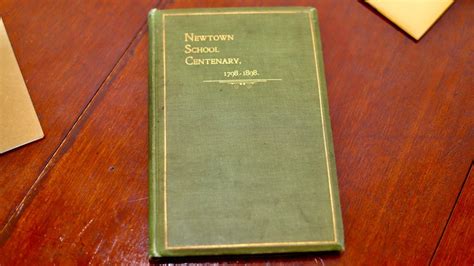 Newtown
School
Centenary,
1798-1898.